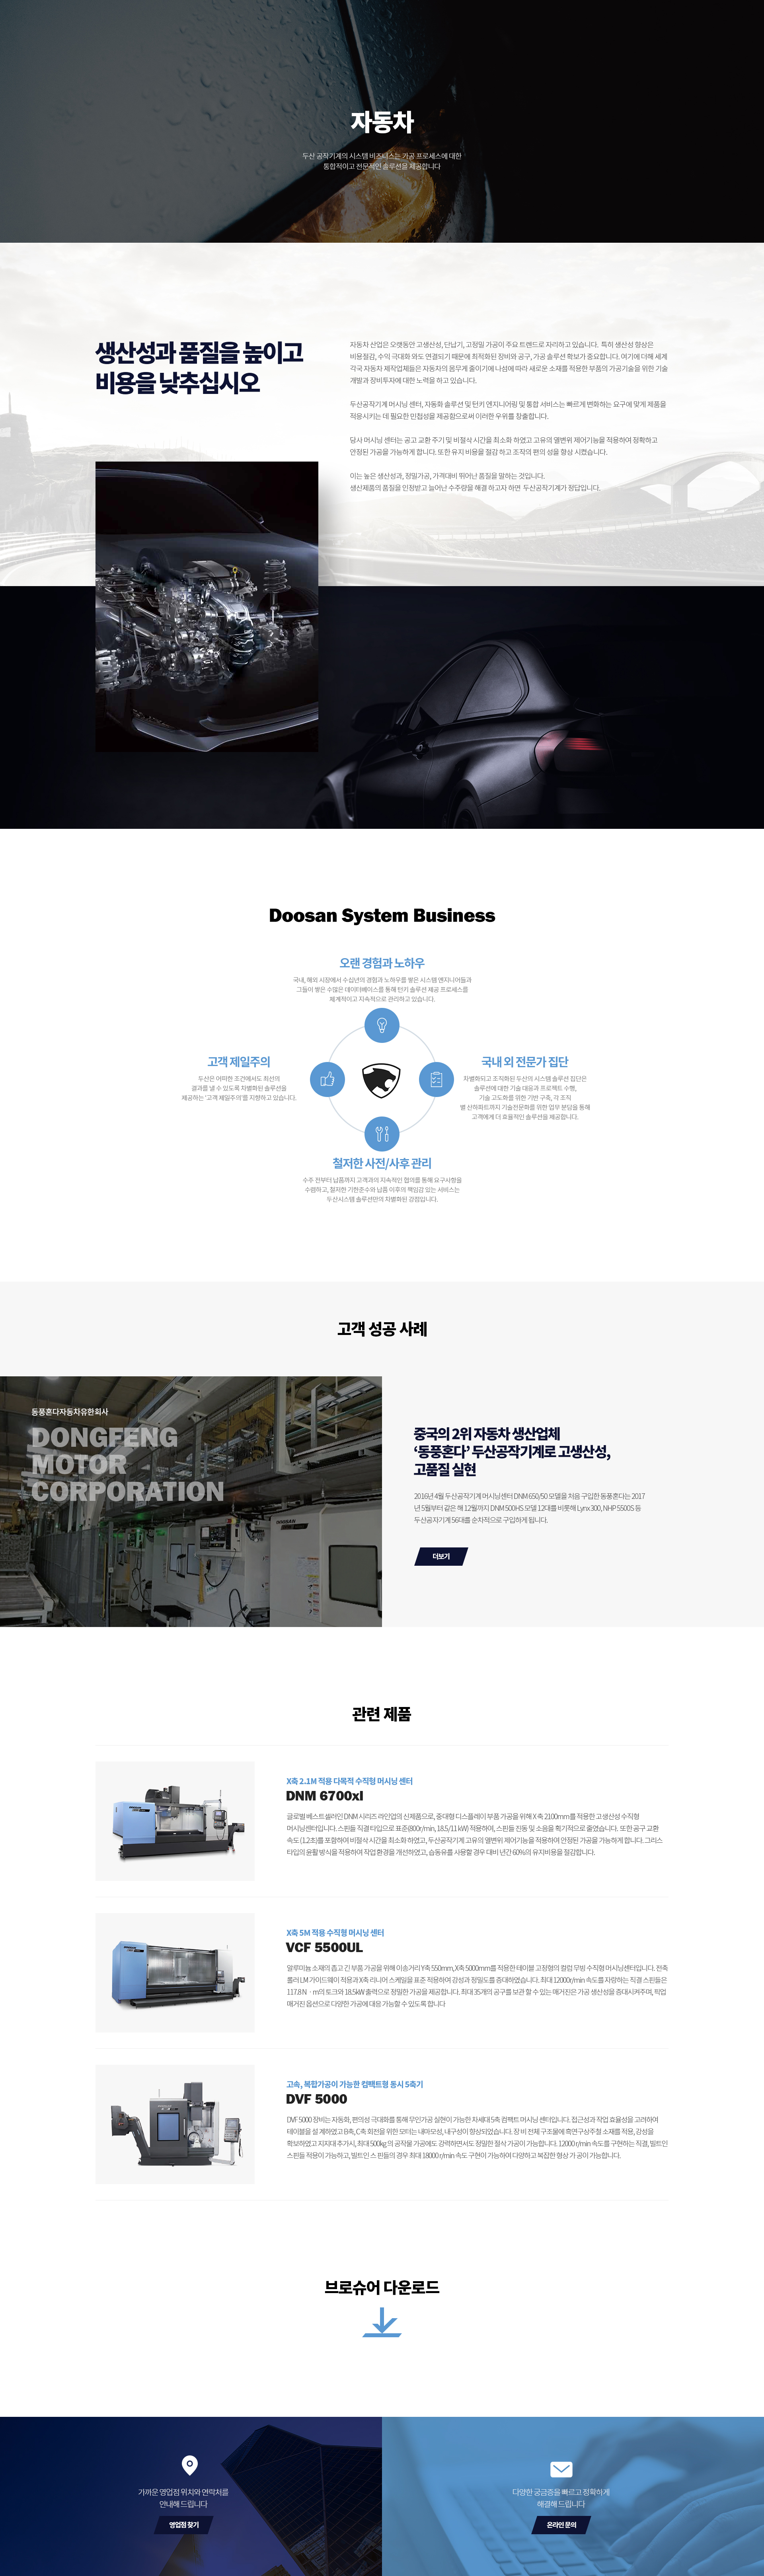 자동차
두산 공작기계의 시스템 비즈니스는 가공 프로세스에 대한
통합적이고 전문적인 솔루션을 제공합니다
생산성과 품질을 높이고
비용을 낮추십시오
자동차 산업은 오랫동안 고생산성, 단납기, 고정밀 가공이 주요 트렌드로 자리하고 있습니다. 특히 생산성 향상은
비용절감, 수익 극대화 와도 연결되기 때문에 최적화된 장비와 공구, 가공 솔루션 확보가 중요합니다. 여기에 더해 세계
각국 자동차 제작업체들은 자동차의 몸무게 줄이기에 나섬에 따라 새로운 소재를 적용한 부품의 가공기술을 위한 기술
개발과 장비투자에 대한 노력을 하고 있습니다.
두산공작기계 머시닝 센터, 자동화 솔루션 및 턴키 엔지니어링 및 통합 서비스는 빠르게 변화하는 요구에 맞게 제품을
적응시키는 데 필요한 민첩성을 제공함으로써 이러한 우위를 창출합니다.
당사 머시닝 센터는 공고 교환 주기 및 비절삭 시간을 최소화 하였고 고유의 열변위 제어기능을 적용하여 정확하고
안정된 가공을 가능하게 합니다. 또한 유지 비용을 절감 하고 조작의 편의 성을 향상 시켰습니다.
이는 높은 생산성과, 정밀가공, 가격대비 뛰어난 품질을 말하는 것입니다.
생산제품의 품질을 인정받고 늘어난 수주량을 해결 하고자 하면 두산공작기계가 정답입니다.
Doosan System Business
오랜 경험과 노하우
국내, 해외 시장에서 수십년의 경험과 노하우를 쌓은 시스템 엔지니어들과
그들이 쌓은 수많은 데이터베이스를 통해 턴키 솔루션 제공 프로세스를
체계적이고 지속적으로 관리하고 있습니다.
고객 제일주의
두산은 어떠한 조건에서도 최선의
결과를 낼 수 있도록 차별화된 솔루션을
제공하는 '고객 제일주의'를 지향하고 있습니다.
국내 외 전문가 집단
차별화되고 조직화된 두산의 시스템 솔루션 집단은
솔루션에 대한 기술 대응과 프로젝트 수행,
기술 고도화를 위한 기반 구축, 각 조직
별 산하파트까지 기술전문화를 위한 업무 분담을 통해
고객에게 더 효율적인 솔루션을 제공합니다.
철저한 사전/사후 관리
수주 전부터 납품까지 고객과의 지속적인 협의를 통해 요구사항을
수렴하고, 철저한 기한준수와 납품 이후의 책임감 있는 서비스는
두산시스템 솔루션만의 차별화된 강점입니다.
고객 성공 사례
동풍혼다자동차유한회사
DONGFENG
MOTOR
CORPORATION
중국의 2위 자동차 생산업체
‘동풍혼다’ 두산공작기계로 고생산성,
고품질 실현
2016년 4월 두산공작기계 머시닝센터 DNM 650/50 모델을 처음 구입한 동풍혼다는 2017
년 5월부터 같은 해 12월까지 DNM 500HS 모델 12대를 비롯해 Lynx 300, NHP 5500S 등
두산공자기계 56대를 순차적으로 구입하게 됩니다.
더보기
관련 제품
X축 2.1M 적용 다목적 수직형 머시닝 센터
DNM 6700xl
글로벌 베스트셀러인 DNM 시리즈 라인업의 신제품으로, 중대형 디스플레이 부품 가공을 위해 X 축 2100mm를 적용한 고생산성 수직형
머시닝센터입니다. 스핀들 직결 타입으로 표준(800r/min, 18.5/11 kW) 적용하여, 스핀들 진동 및 소음을 획기적으로 줄였습니다. 또한 공구 교환
속도 (1.2초)를 포함하여 비절삭 시간을 최소화 하였고, 두산공작기계 고유의 열변위 제어기능을 적용하여 안정된 가공을 가능하게 합니다. 그리스
타입의 윤활 방식을 적용하여 작업 환경을 개선하였고, 습동유를 사용할 경우 대비 년간 60%의 유지비용을 절감합니다.
X축 5M 적용 수직형 머시닝 센터
VCF 5500UL
알루미늄 소재의 좁고 긴 부품 가공을 위해 이송거리 Y축 550mm, X축 5000mm를 적용한 테이블 고정형의 컬럼 무빙 수직형 머시닝센터입니다. 전축
롤러 LM 가이드웨이 적용과 X축 리니어 스케일을 표준 적용하여 강성과 정밀도를 증대하였습니다. 최대 12000r/min 속도를 자랑하는 직결 스핀들은
117.8 N · m의 토크와 18.5kW 출력으로 정밀한 가공을 제공합니다. 최대 35개의 공구를 보관 할 수 있는 매거진은 가공 생산성을 증대시켜주며, 픽업
매거진 옵션으로 다양한 가공에 대응 가능할 수 있도록 합니다
고속, 복합가공이 가능한 컴팩트형 동시 5축기
DVF 5000
DVF 5000 장비는 자동화, 편의성 극대화를 통해 무인가공 실현이 가능한 차세대 5축 컴팩트 머시닝 센터입니다. 접근성과 작업 효율성을 고려하여
테이블을 설 계하였고 B축, C축 회전을 위한 모터는 내마모성, 내구성이 향상되었습니다. 장 비 전체 구조물에 흑연구상주철 소재를 적용, 강성을
확보하였고 지지대 추가시, 최대 500kg 의 공작물 가공에도 강력하면서도 정밀한 절삭 가공이 가능합니다. 12000 r/min 속도를 구현하는 직결, 빌트인
스핀들 적용이 가능하고, 빌트인 스 핀들의 경우 최대 18000 r/min 속도 구현이 가능하여 다양하고 복잡한 형상 가 공이 가능합니다.
브로슈어 다운로드
가까운 영업점 위치와 연락처를
안내해 드립니다
영업점 찾기
다양한 궁금증을 빠르고 정확하게
해결해 드립니다
온라인 문의